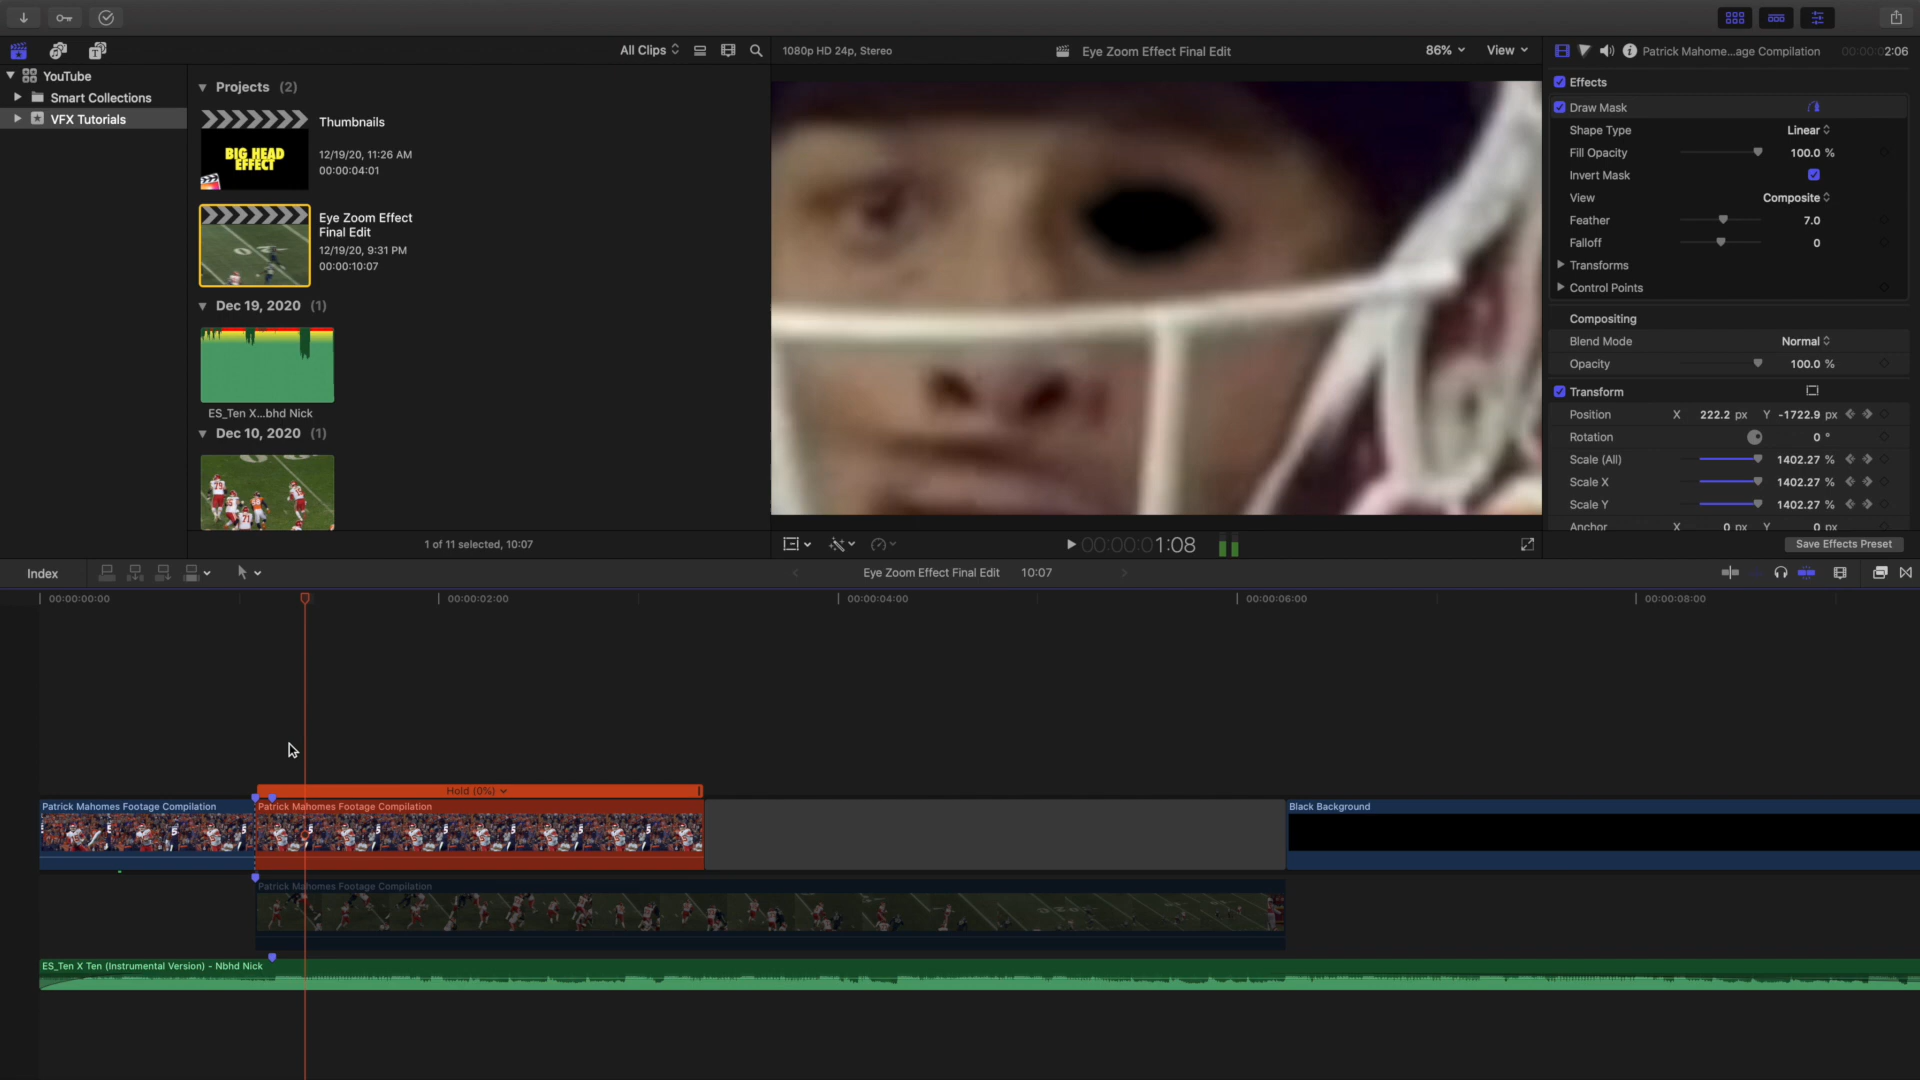 1080p HD 24p, Stereo
Eye Zoom Effect Final Edit
86%
View
Patrick Mahome...age Compilation
00:00:02:06
All Clips
YouTube
Smart Collections
VFX Tutorials
Projects (2)
BIG HEAD
EFFECT
Thumbnails
12/19/20, 11:26 AM
00:00:04:01
Eye Zoom Effect
Final Edit
12/19/20, 9:31 PM
00:00:10:07
Dec 19, 2020 (1)
ES_Ten X...bhd Nick
Dec 10, 2020 (1)
1 of 11 selected, 10:07
00:00:01:08
Effects
Draw Mask
Shape Type Linear
Fill Opacity 100.0 %
Invert Mask
View Composite
Feather 7.0
Falloff 0
Transforms
Control Points
Compositing
Blend Mode Normal
Opacity 100.0 %
Transform
Position X 222.2 px Y -1722.9 px
Rotation 0 °
Scale (All) 1402.27 %
Scale X 1402.27 %
Scale Y 1402.27 %
Anchor X 0 px Y 0 px
Save Effects Preset
Index
Eye Zoom Effect Final Edit 10:07
00:00:00:00
00:00:02:00
00:00:04:00
00:00:06:00
00:00:08:00
Hold (0%)
Patrick Mahomes Footage Compilation
Patrick Mahomes Footage Compilation
Black Background
Patrick Mahomes Footage Compilation
ES_Ten X Ten (Instrumental Version) - Nbhd Nick